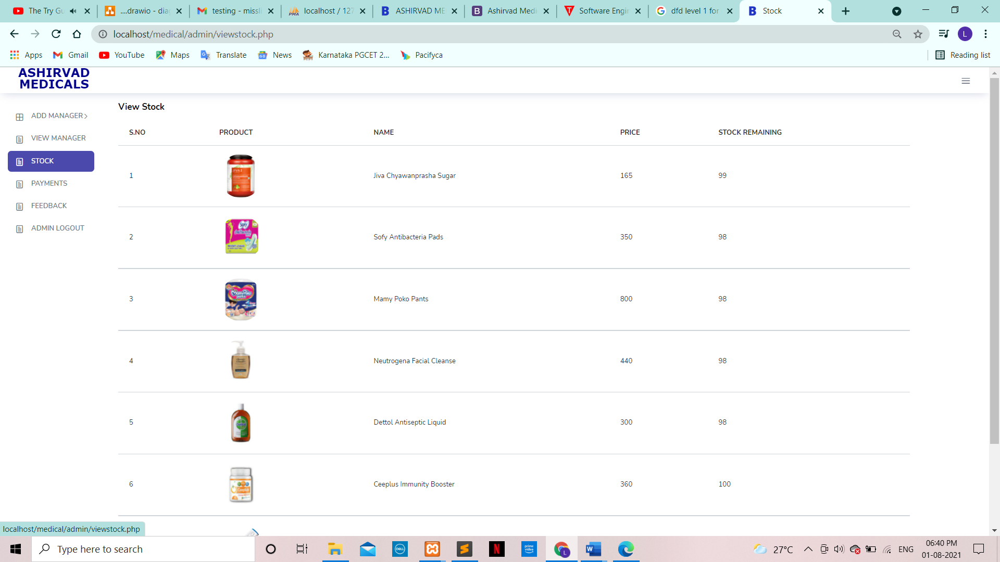 The Try Gu
....drawio - dia
testing - missli
localhost / 127
ASHIRVAD ME
Ashirvad Medi
Software Engi
dfd level 1 for
Stock
localhost/medical/admin/viewstock.php
L
Apps
Gmail
YouTube
Maps
Translate
News
Karnataka PGCET 2...
Pacifyca
Reading list
ASHIRVAD
MEDICALS
ADD MANAGER
VIEW MANAGER
STOCK
PAYMENTS
FEEDBACK
ADMIN LOGOUT
View Stock
S.NO PRODUCT NAME PRICE STOCK REMAINING
1 Jiva Chyawanprasha Sugar 165 99
2 Sofy Antibacteria Pads 350 98
3 Mamy Poko Pants 800 98
4 Neutrogena Facial Cleanse 440 98
5 Dettol Antiseptic Liquid 300 98
6 Ceeplus Immunity Booster 360 100
localhost/medical/admin/viewstock.php
Type here to search
27°C
ENG
06:40 PM
01-08-2021